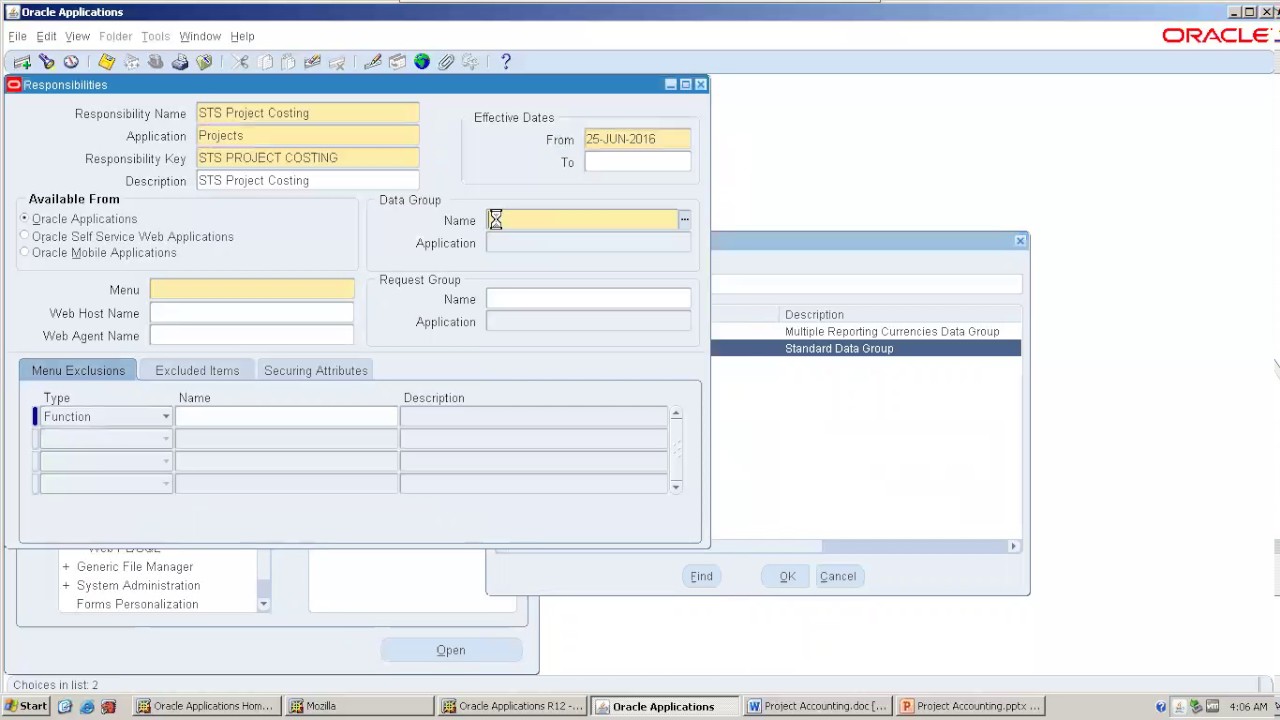 Oracle Applications
File Edit View Folder Tools Window Help
ORACLE
Responsibilities
Responsibility Name STS Project Costing
Application Projects
Responsibility Key STS PROJECT COSTING
Description STS Project Costing
Effective Dates
From 25-JUN-2016
To
Available From
Oracle Applications
Oracle Self Service Web Applications
Oracle Mobile Applications
Data Group
Name
Application
Menu
Web Host Name
Web Agent Name
Request Group
Name
Application
Description
Multiple Reporting Currencies Data Group
Standard Data Group
Menu Exclusions Excluded Items Securing Attributes
Type Name Description
Function
+ Generic File Manager
+ System Administration
Forms Personalization
Find OK Cancel
Open
Choices in list: 2
Start Oracle Applications Hom... Mozilla Oracle Applications R12 -... Oracle Applications Project Accounting.doc [... Project Accounting.pptx ... 4:06 AM